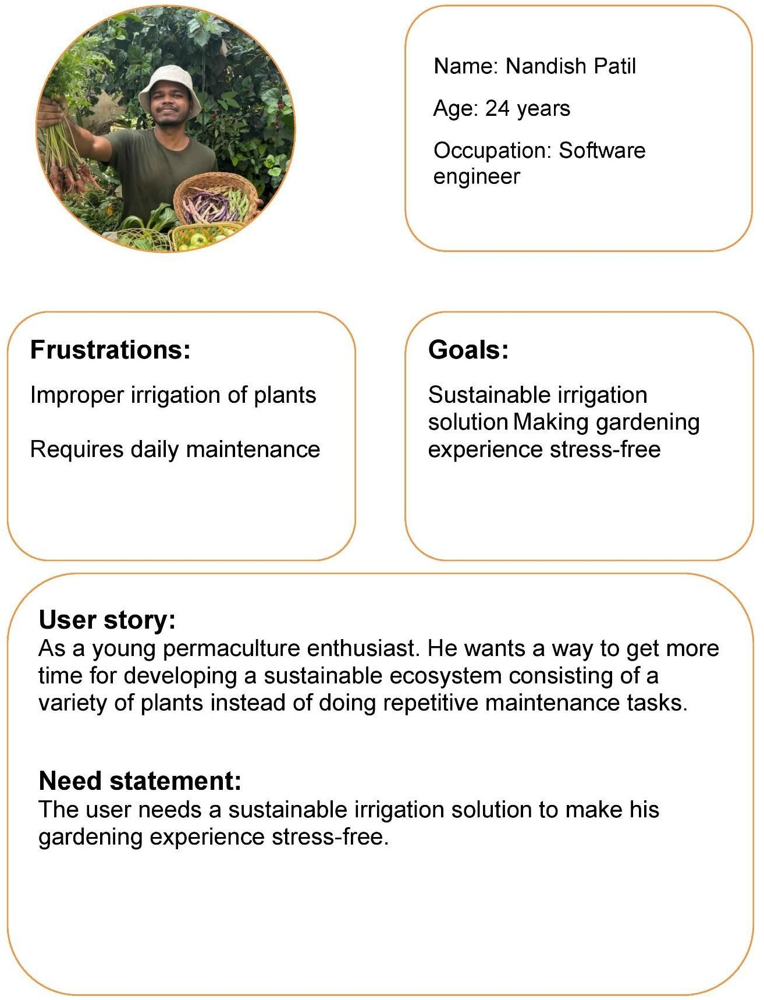 Name: Nandish Patil
Age: 24 years
Occupation: Software
engineer
Frustrations:
Improper irrigation of plants
Requires daily maintenance
Goals:
Sustainable irrigation
solution Making gardening
experience stress-free
User story:
As a young permaculture enthusiast. He wants a way to get more
time for developing a sustainable ecosystem consisting of a
variety of plants instead of doing repetitive maintenance tasks.
Need statement:
The user needs a sustainable irrigation solution to make his
gardening experience stress-free.